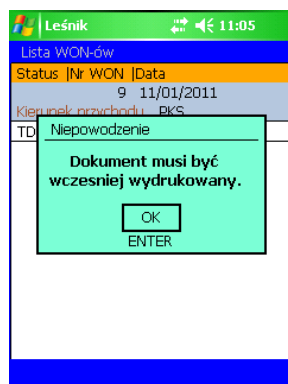 Leśnik 11:05
Lista WON-ów
Status |Nr WON |Data
9 11/01/2011
Kierunek przychodu PKS
TD
Niepowodzenie
Dokument musi być
wczesniej wydrukowany.
OK
ENTER